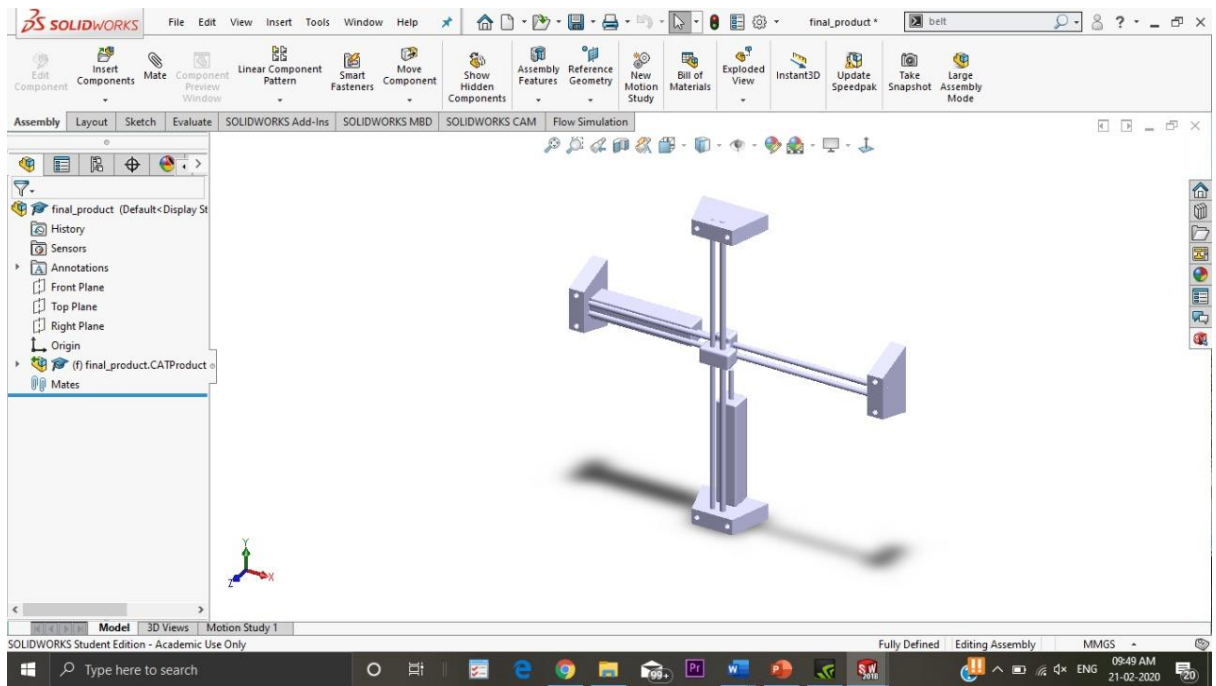 SOLIDWORKS File Edit View Insert Tools Window Help final_product * belt ?
Edit Component
Insert Components
Mate
Component Preview Window
Linear Component Pattern
Smart Fasteners
Move Component
Show Hidden Components
Assembly Features
Reference Geometry
New Motion Study
Bill of Materials
Exploded View
Instant3D
Update Speedpak
Take Snapshot
Large Assembly Mode
Assembly Layout Sketch Evaluate SOLIDWORKS Add-Ins SOLIDWORKS MBD SOLIDWORKS CAM Flow Simulation
final_product (Default<Display St
History
Sensors
A Annotations
Front Plane
Top Plane
Right Plane
Origin
(f) final_product.CATProduct
Mates
Y
Z X
Model 3D Views Motion Study 1
SOLIDWORKS Student Edition - Academic Use Only Fully Defined Editing Assembly MMGS
Type here to search 99+ Pr W P SW 2018 ENG 09:49 AM 20
21-02-2020